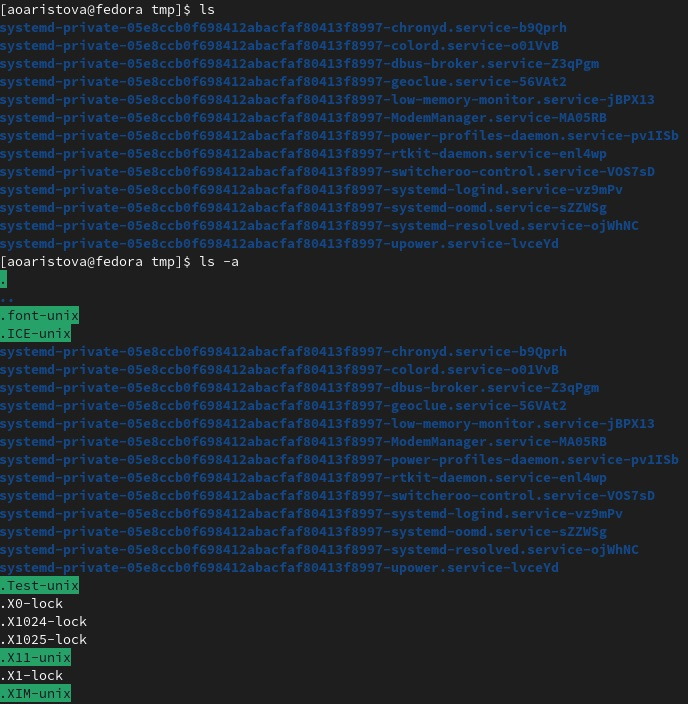 [aoaristova@fedora tmp]$ ls
systemd-private-05e8ccb0f698412abacfaf80413f8997-chronyd.service-b9Qprh
systemd-private-05e8ccb0f698412abacfaf80413f8997-colord.service-o01VvB
systemd-private-05e8ccb0f698412abacfaf80413f8997-dbus-broker.service-Z3qPgm
systemd-private-05e8ccb0f698412abacfaf80413f8997-geoclue.service-56VAt2
systemd-private-05e8ccb0f698412abacfaf80413f8997-low-memory-monitor.service-jBPX13
systemd-private-05e8ccb0f698412abacfaf80413f8997-ModemManager.service-MA05RB
systemd-private-05e8ccb0f698412abacfaf80413f8997-power-profiles-daemon.service-pv1ISb
systemd-private-05e8ccb0f698412abacfaf80413f8997-rtkit-daemon.service-enl4wp
systemd-private-05e8ccb0f698412abacfaf80413f8997-switcheroo-control.service-VOS7sD
systemd-private-05e8ccb0f698412abacfaf80413f8997-systemd-logind.service-vz9mPv
systemd-private-05e8ccb0f698412abacfaf80413f8997-systemd-oomd.service-sZZWSg
systemd-private-05e8ccb0f698412abacfaf80413f8997-systemd-resolved.service-ojWhNC
systemd-private-05e8ccb0f698412abacfaf80413f8997-upower.service-lvceYd
[aoaristova@fedora tmp]$ ls -a
.
..
.font-unix
.ICE-unix
systemd-private-05e8ccb0f698412abacfaf80413f8997-chronyd.service-b9Qprh
systemd-private-05e8ccb0f698412abacfaf80413f8997-colord.service-o01VvB
systemd-private-05e8ccb0f698412abacfaf80413f8997-dbus-broker.service-Z3qPgm
systemd-private-05e8ccb0f698412abacfaf80413f8997-geoclue.service-56VAt2
systemd-private-05e8ccb0f698412abacfaf80413f8997-low-memory-monitor.service-jBPX13
systemd-private-05e8ccb0f698412abacfaf80413f8997-ModemManager.service-MA05RB
systemd-private-05e8ccb0f698412abacfaf80413f8997-power-profiles-daemon.service-pv1ISb
systemd-private-05e8ccb0f698412abacfaf80413f8997-rtkit-daemon.service-enl4wp
systemd-private-05e8ccb0f698412abacfaf80413f8997-switcheroo-control.service-VOS7sD
systemd-private-05e8ccb0f698412abacfaf80413f8997-systemd-logind.service-vz9mPv
systemd-private-05e8ccb0f698412abacfaf80413f8997-systemd-oomd.service-sZZWSg
systemd-private-05e8ccb0f698412abacfaf80413f8997-systemd-resolved.service-ojWhNC
systemd-private-05e8ccb0f698412abacfaf80413f8997-upower.service-lvceYd
.Test-unix
.X0-lock
.X1024-lock
.X1025-lock
.X11-unix
.X1-lock
.XIM-unix